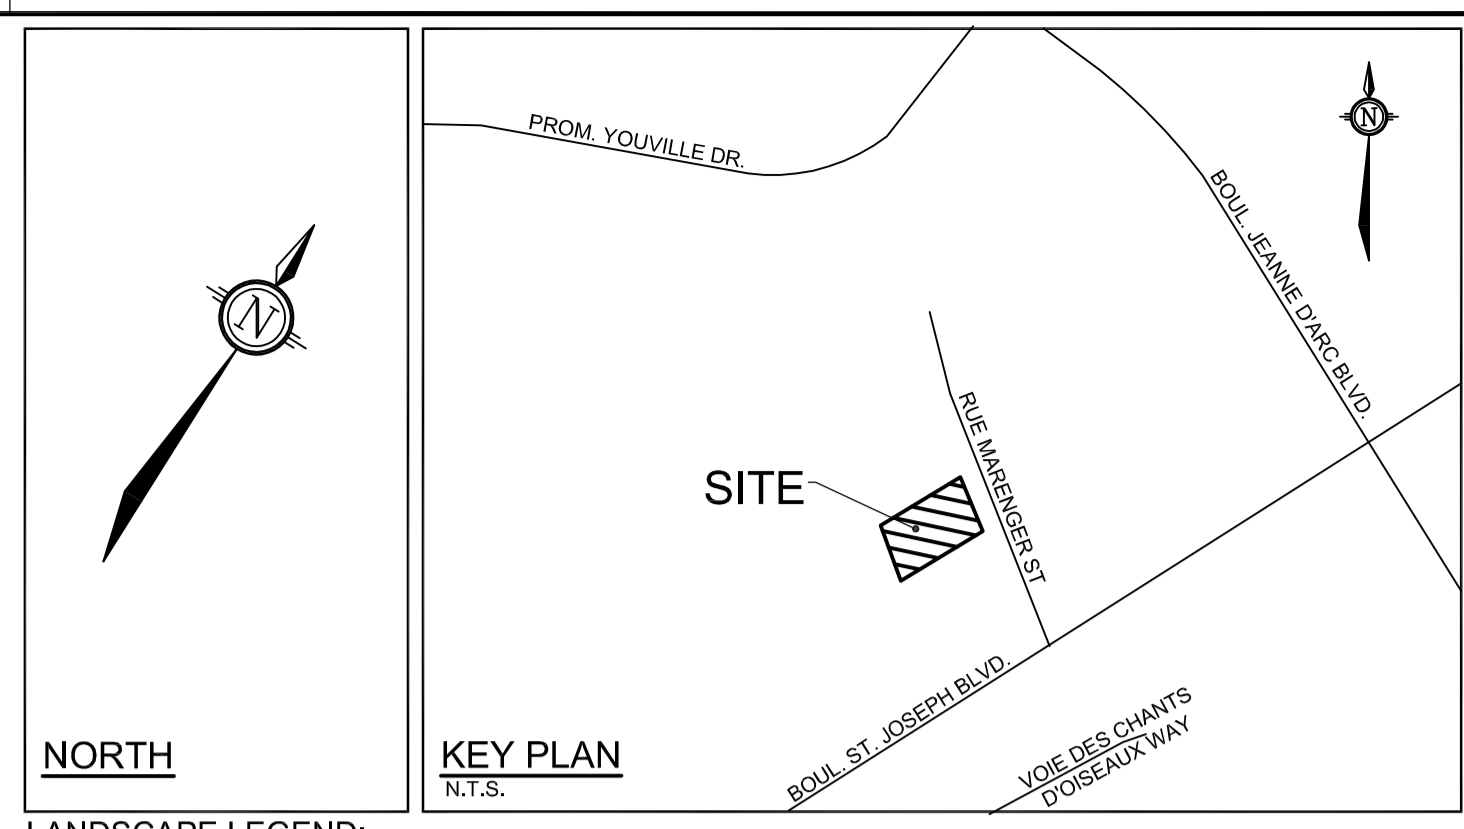 N
NORTH
PROM. YOUVILLE DR.
N
BOUL. JEANNE D'ARC BLVD.
RUE MARENGER ST
SITE
BOUL. ST. JOSEPH BLVD.
VOIE DES CHANTS
D'OISEAUX WAY
KEY PLAN
N.T.S.
LANDSCAPE LEGEND: